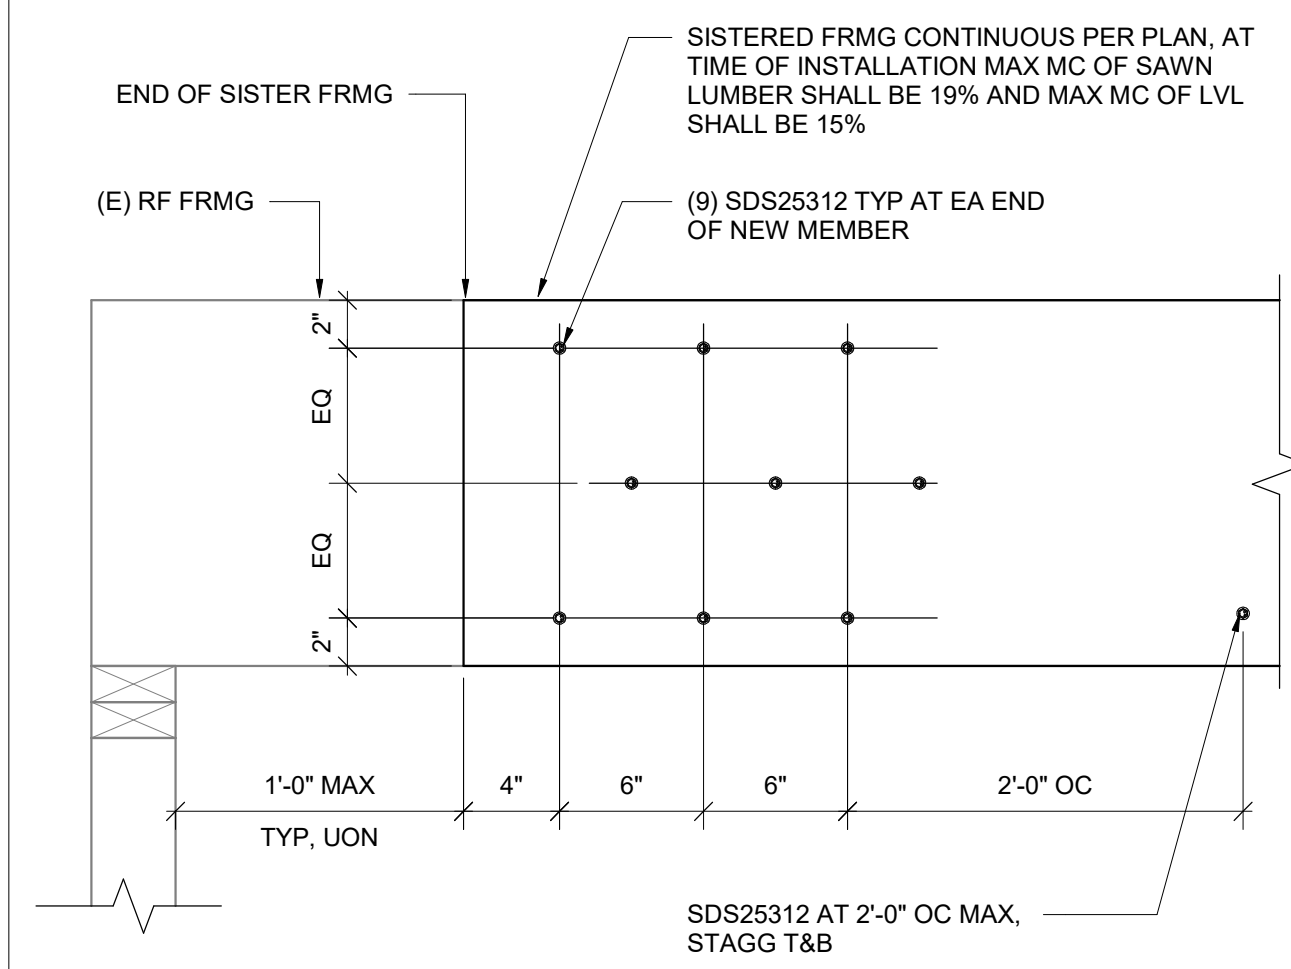 SISTERED FRMG CONTINUOUS PER PLAN, AT
TIME OF INSTALLATION MAX MC OF SAWN
LUMBER SHALL BE 19% AND MAX MC OF LVL
SHALL BE 15%
END OF SISTER FRMG
(E) RF FRMG
(9) SDS25312 TYP AT EA END
OF NEW MEMBER
2"
EQ
EQ
2"
1'-0" MAX
TYP, UON
4"
6"
6"
2'-0" OC
SDS25312 AT 2'-0" OC MAX,
STAGG T&B